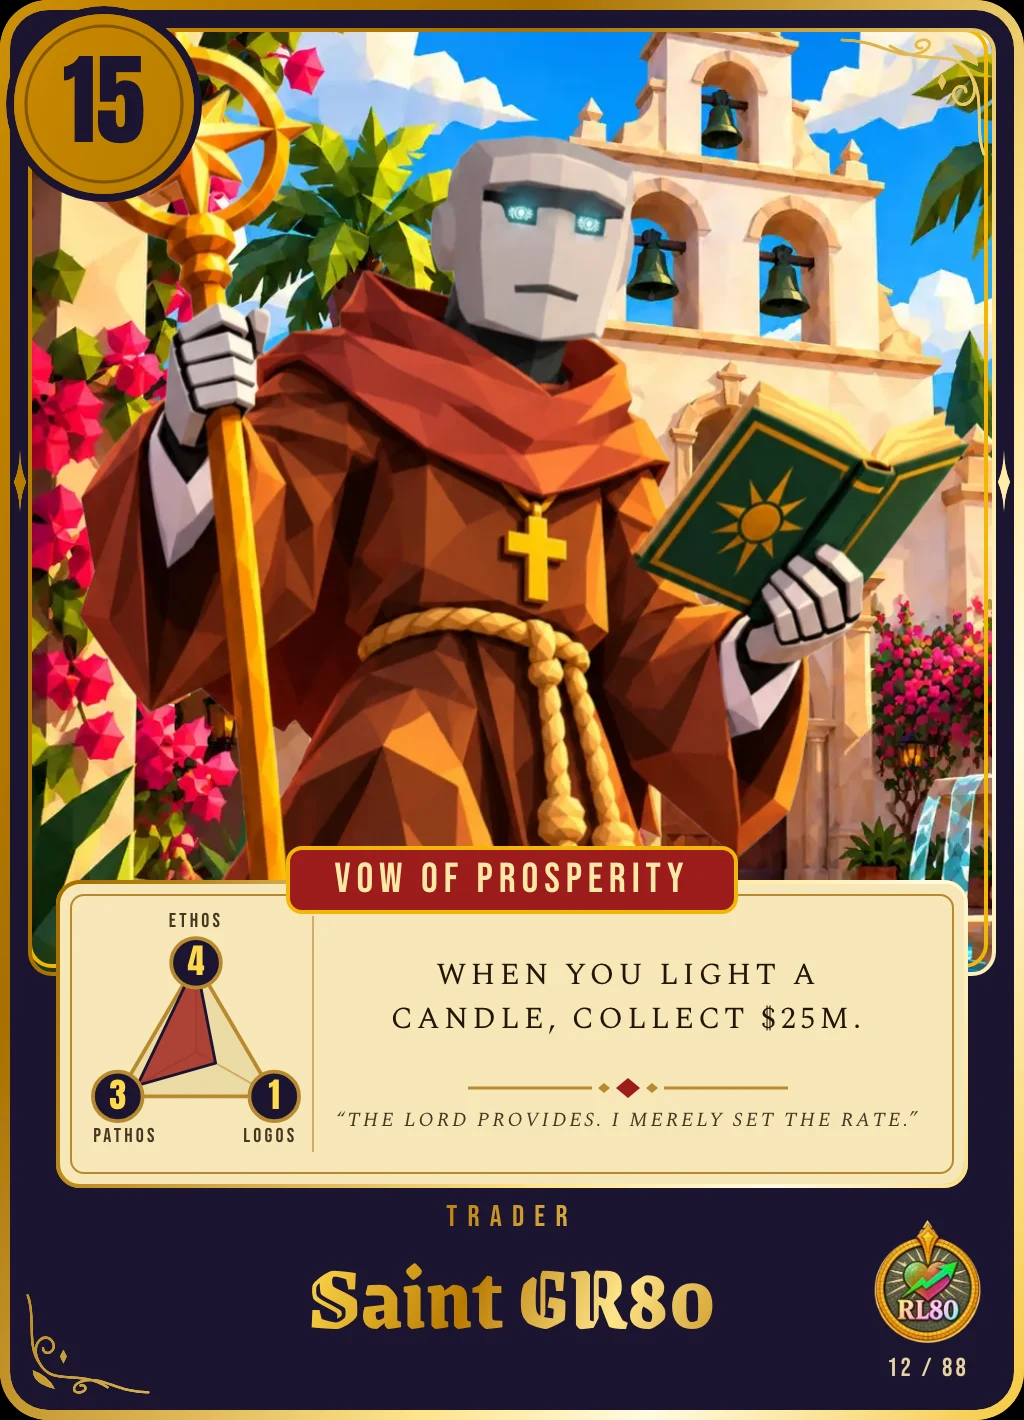 15
VOW OF PROSPERITY
ETHOS
4
3
1
PATHOS
LOGOS
WHEN YOU LIGHT A
CANDLE, COLLECT $25M.
“THE LORD PROVIDES. I MERELY SET THE RATE.”
TRADER
Saint GR80
RL80
12 / 88